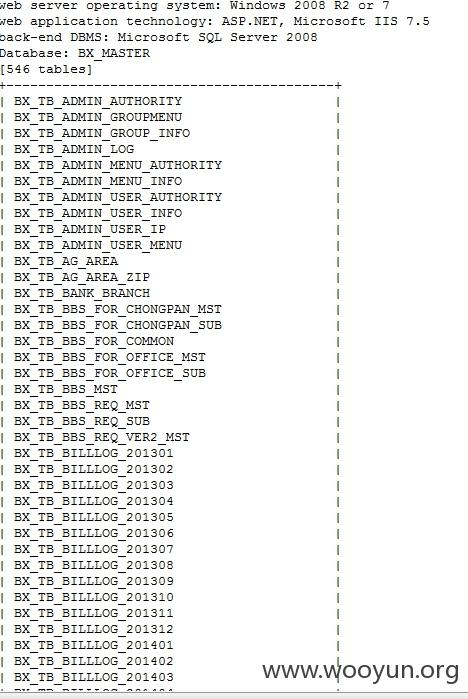 web server operating system: Windows 2008 R2 or 7
web application technology: ASP.NET, Microsoft IIS 7.5
back-end DBMS: Microsoft SQL Server 2008
Database: BX_MASTER
[546 tables]
+-----------------------------------------+
| BX_TB_ADMIN_AUTHORITY |
| BX_TB_ADMIN_GROUPMENU |
| BX_TB_ADMIN_GROUP_INFO |
| BX_TB_ADMIN_LOG |
| BX_TB_ADMIN_MENU_AUTHORITY |
| BX_TB_ADMIN_MENU_INFO |
| BX_TB_ADMIN_USER_AUTHORITY |
| BX_TB_ADMIN_USER_INFO |
| BX_TB_ADMIN_USER_IP |
| BX_TB_ADMIN_USER_MENU |
| BX_TB_AG_AREA |
| BX_TB_AG_AREA_ZIP |
| BX_TB_BANK_BRANCH |
| BX_TB_BBS_FOR_CHONGPAN_MST |
| BX_TB_BBS_FOR_CHONGPAN_SUB |
| BX_TB_BBS_FOR_COMMON |
| BX_TB_BBS_FOR_OFFICE_MST |
| BX_TB_BBS_FOR_OFFICE_SUB |
| BX_TB_BBS_MST |
| BX_TB_BBS_REQ_MST |
| BX_TB_BBS_REQ_SUB |
| BX_TB_BBS_REQ_VER2_MST |
| BX_TB_BILLLOG_201301 |
| BX_TB_BILLLOG_201302 |
| BX_TB_BILLLOG_201303 |
| BX_TB_BILLLOG_201304 |
| BX_TB_BILLLOG_201305 |
| BX_TB_BILLLOG_201306 |
| BX_TB_BILLLOG_201307 |
| BX_TB_BILLLOG_201308 |
| BX_TB_BILLLOG_201309 |
| BX_TB_BILLLOG_201310 |
| BX_TB_BILLLOG_201311 |
| BX_TB_BILLLOG_201312 |
| BX_TB_BILLLOG_201401 |
| BX_TB_BILLLOG_201402 |
| BX_TB_BILLLOG_201403 |
www.wooyun.org